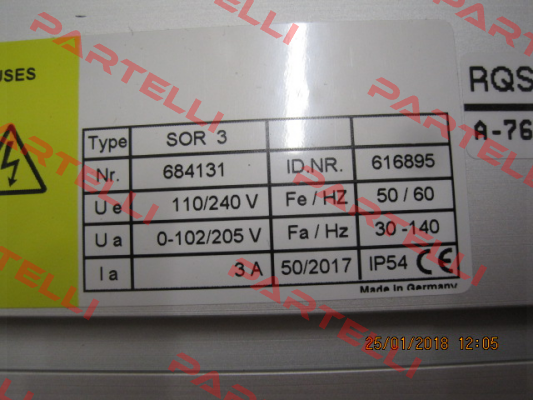 USES
PARTELLI
RQS
A-76
Type SOR 3
Nr. 684131 ID.NR. 616895
U e 110/240 V Fe / HZ 50 / 60
U a 0-102/205 V Fa / Hz 30 -140
I a 3 A 50/2017 IP54 CE
Made In Germany
25/01/2018 12:05
PARTELLI
PARTELLI
PARTELLI
PARTELLI